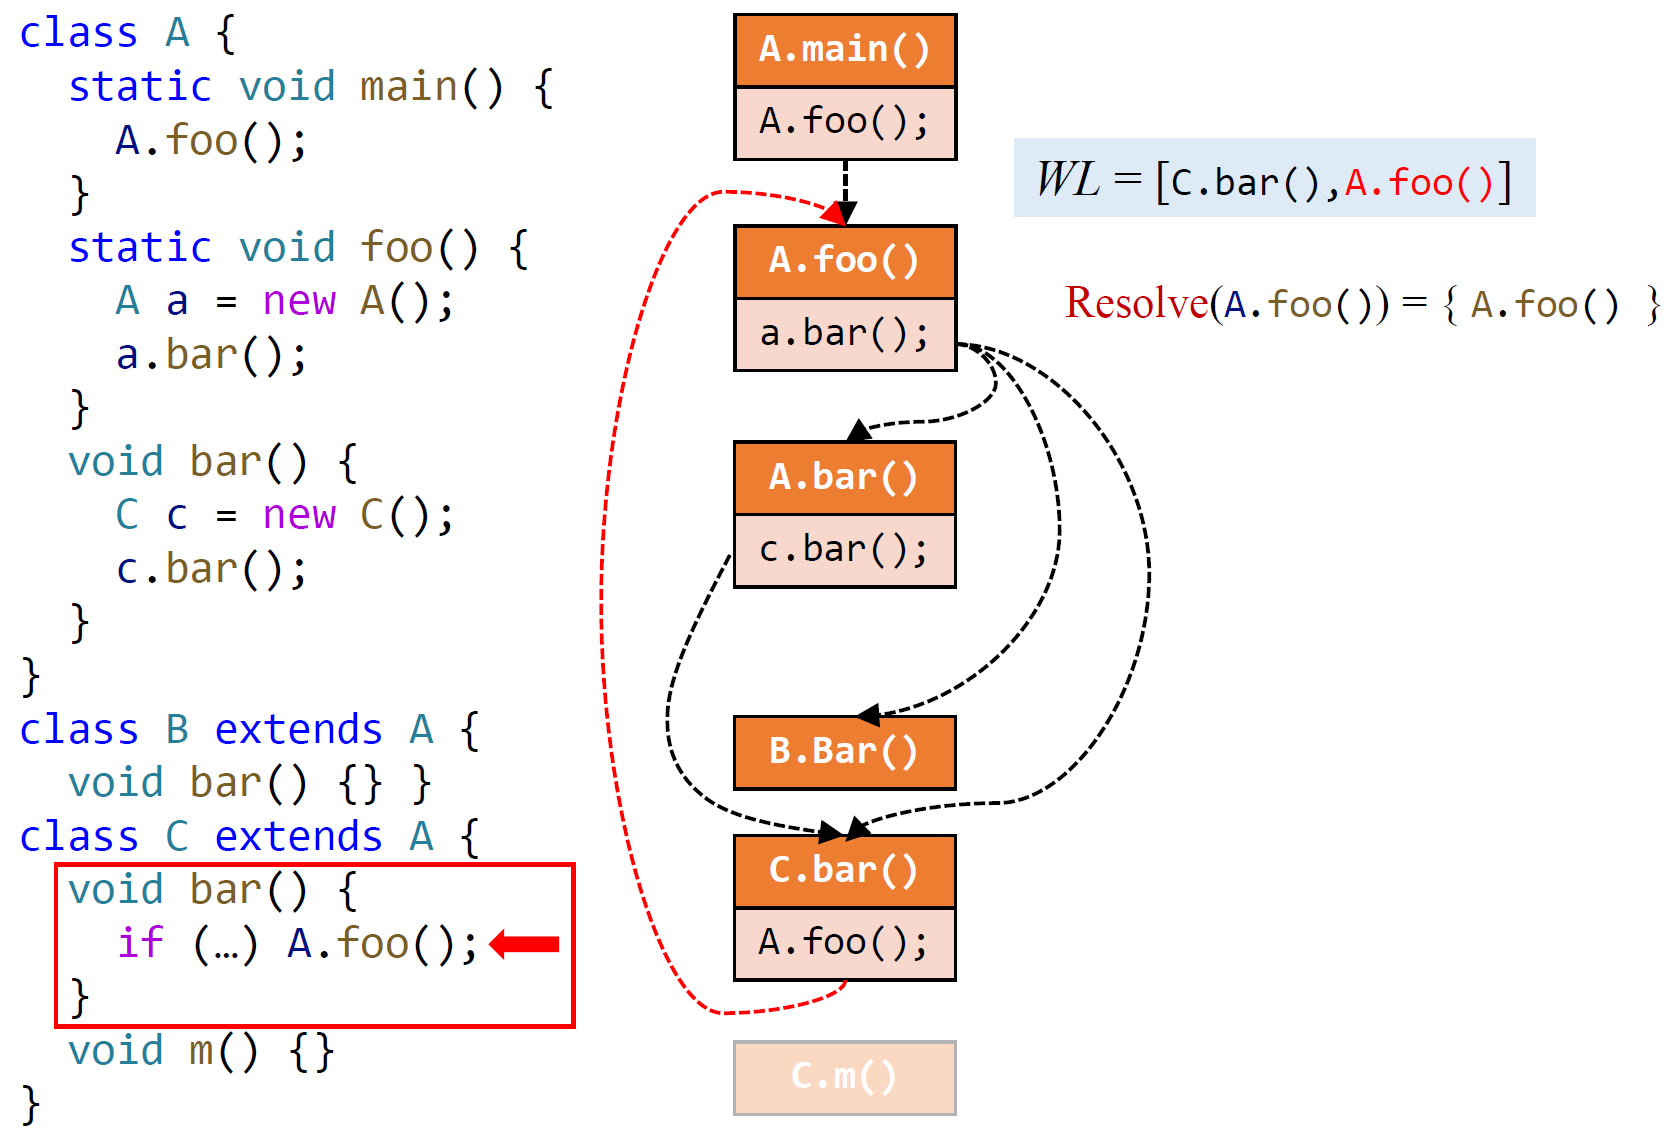 class A {
  static void main() {
    A.foo();
  }
  static void foo() {
    A a = new A();
    a.bar();
  }
  void bar() {
    C c = new C();
    c.bar();
  }
}
class B extends A {
  void bar() {} }
class C extends A {
  void bar() {
    if (…) A.foo();
  }
  void m() {}
}
A.main()
A.foo();
A.foo()
a.bar();
A.bar()
c.bar();
B.Bar()
C.bar()
A.foo();
C.m()
WL = [C.bar(),A.foo()]
Resolve(A.foo()) = { A.foo() }